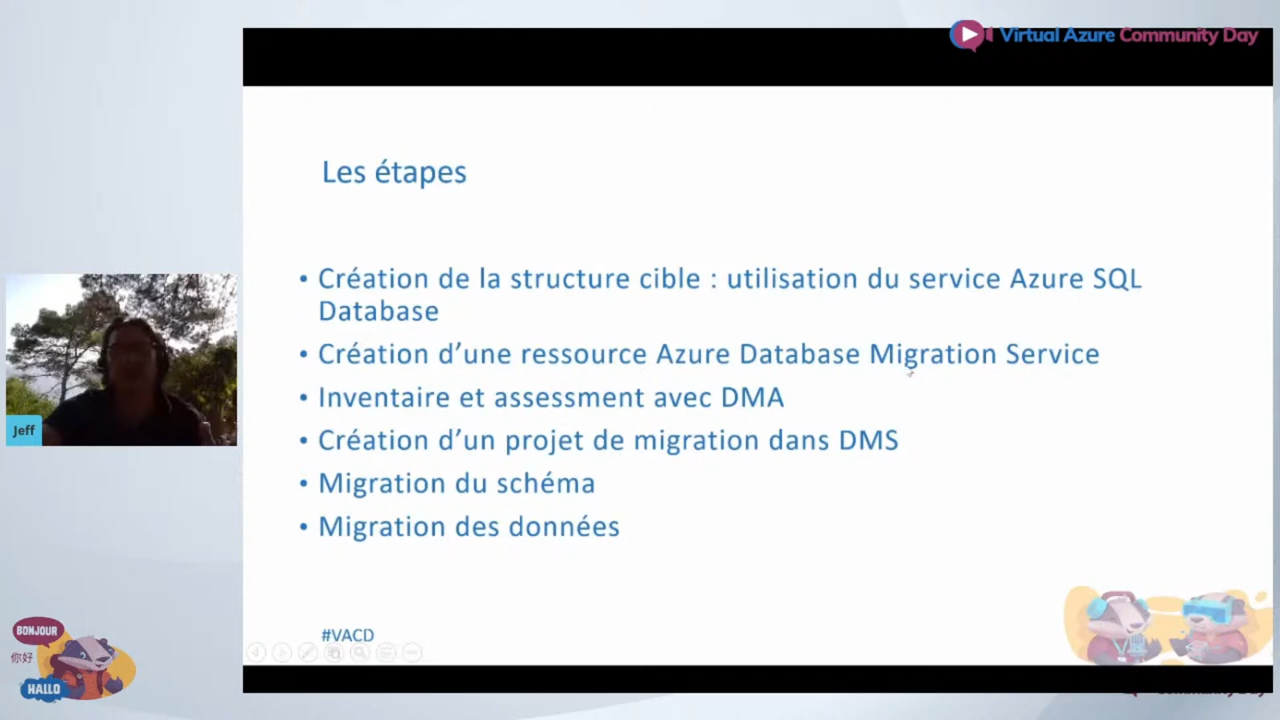 Virtual Azure Community Day
Les étapes
• Création de la structure cible : utilisation du service Azure SQL
Database
• Création d’une ressource Azure Database Migration Service
• Inventaire et assessment avec DMA
• Création d’un projet de migration dans DMS
• Migration du schéma
• Migration des données
Jeff
#VACD
BONJOUR
你好
HALLO
Community Day